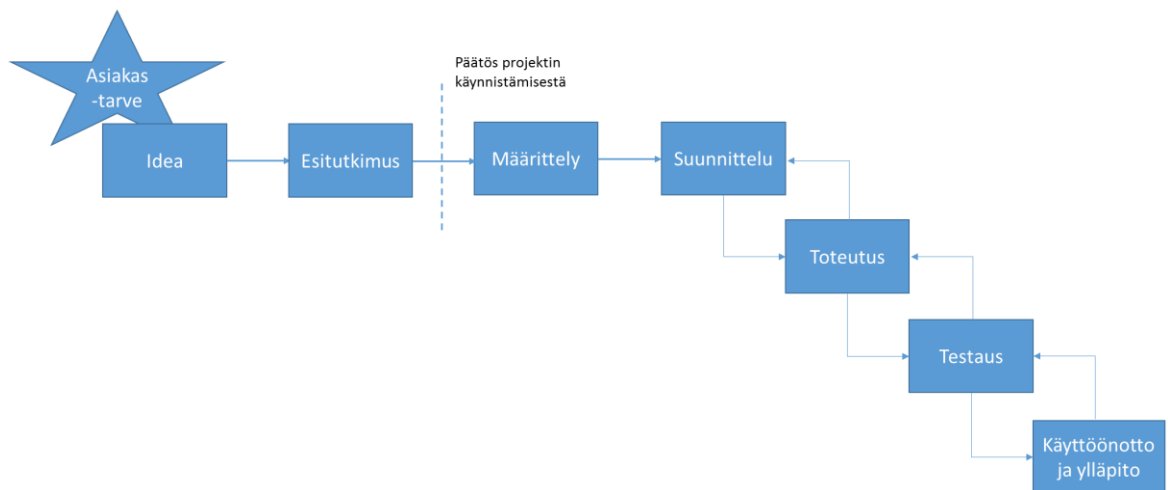 Asiakas
-tarve
Idea
Esitutkimus
Päätös projektin
käynnistämisestä
Määrittely
Suunnittelu
Toteutus
Testaus
Käyttöönotto
ja ylläpito